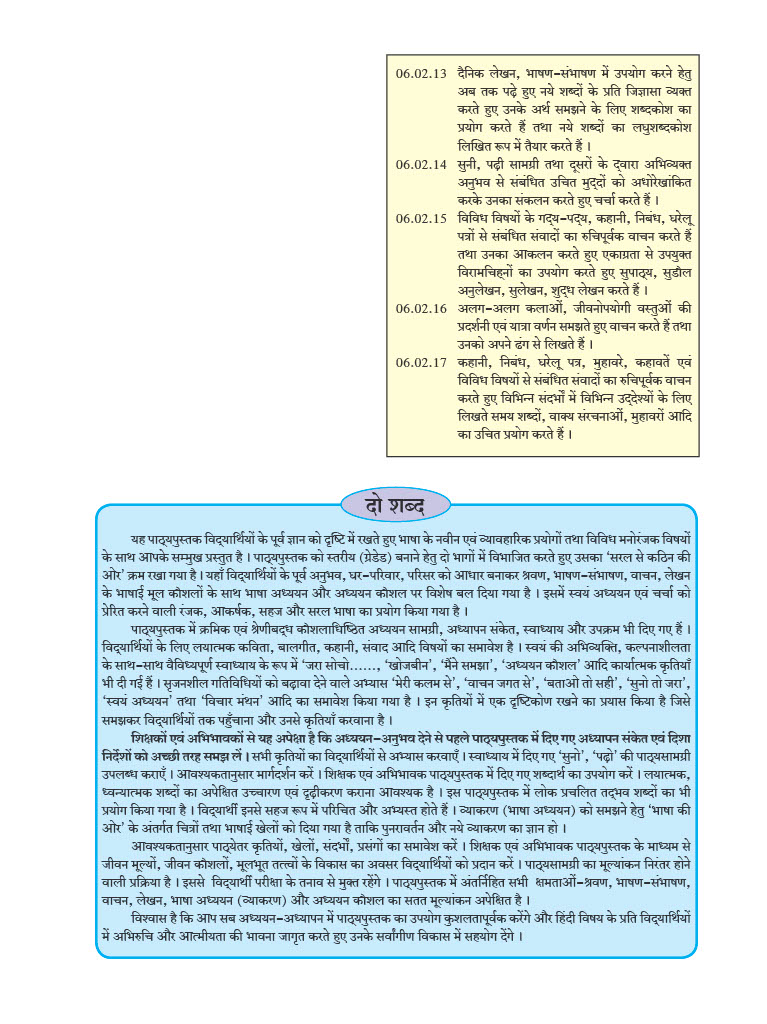 06.02.13 दैनिक लेखन, भाषण-संभाषण में उपयोग करने हेतु
अब तक पढ़े हुए नये शब्दों के प्रति जिज्ञासा व्यक्त
करते हुए उनके अर्थ समझने के लिए शब्दकोश का
प्रयोग करते हैं तथा नये शब्दों का लघुशब्दकोश
लिखित रूप में तैयार करते हैं ।
06.02.14 सुनी, पढ़ी सामग्री तथा दूसरों के द्‌वारा अभिव्यक्त
अनुभव से संबंधित उचित मुद्‌दों को अधोरेखांकित
करके उनका संकलन करते हुए चर्चा करते हैं ।
06.02.15 विविध विषयों के गद्‌य-पद्‌य, कहानी, निबंध, घरेलू
पत्रों से संबंधित संवादों का रुचिपूर्वक वाचन करते हैं
तथा उनका आकलन करते हुए एकाग्रता से उपयुक्त
विरामचिह्‌नों का उपयोग करते हुए सुपाठ्‌य, सुडौल
अनुलेखन, सुलेखन, शुद्‌ध लेखन करते हैं ।
06.02.16 अलग-अलग कलाओं, जीवनोपयोगी वस्तुओं की
प्रदर्शनी एवं यात्रा वर्णन समझते हुए वाचन करते हैं तथा
उनको अपने ढंग से लिखते हैं ।
06.02.17 कहानी, निबंध, घरेलू पत्र, मुहावरे, कहावतें एवं
विविध विषयों से संबंधित संवादों का रुचिपूर्वक वाचन
करते हुए विभिन्न संदर्भों में विभिन्न उद्‌देश्यों के लिए
लिखते समय शब्दों, वाक्य संरचनाओं, मुहावरों आदि
का उचित प्रयोग करते हैं ।
दो शब्द
यह पाठ्‌यपुस्तक विद्‌यार्थियों के पूर्व ज्ञान को दृष्टि में रखते हुए भाषा के नवीन एवं व्यावहारिक प्रयोगों तथा विविध मनोरंजक विषयों
के साथ आपके सम्मुख प्रस्तुत है । पाठ्‌यपुस्तक को स्तरीय (ग्रेडेड) बनाने हेतु दो भागों में विभाजित करते हुए उसका ‘सरल से कठिन की
ओर’ क्रम रखा गया है । यहाँ विद्‌यार्थियों के पूर्व अनुभव, घर-परिवार, परिसर को आधार बनाकर श्रवण, भाषण-संभाषण, वाचन, लेखन
के भाषाई मूल कौशलों के साथ भाषा अध्ययन और अध्ययन कौशल पर विशेष बल दिया गया है । इसमें स्वयं अध्ययन एवं चर्चा को
प्रेरित करने वाली रंजक, आकर्षक, सहज और सरल भाषा का प्रयोग किया गया है ।
पाठ्‌यपुस्तक में क्रमिक एवं श्रेणीबद्‌ध कौशलाधिष्ठित अध्ययन सामग्री, अध्यापन संकेत, स्वाध्याय और उपक्रम भी दिए गए हैं ।
विद्‌यार्थियों के लिए लयात्मक कविता, बालगीत, कहानी, संवाद आदि विषयों का समावेश है । स्वयं की अभिव्यक्ति, कल्पनाशीलता
के साथ-साथ वैविध्यपूर्ण स्वाध्याय के रूप में ‘जरा सोचो......, ‘खोजबीन’, ‘मैंने समझा’, ‘अध्ययन कौशल’ आदि कार्यात्मक कृतियाँ
भी दी गई हैं । सृजनशील गतिविधियों को बढ़ावा देने वाले अभ्यास ‘मेरी कलम से’, ‘वाचन जगत से’, ‘बताओ तो सही’, ‘सुनो तो जरा’,
‘स्वयं अध्ययन’ तथा ‘विचार मंथन’ आदि का समावेश किया गया है । इन कृतियों में एक दृष्टिकोण रखने का प्रयास किया है जिसे
समझकर विद्‌यार्थियों तक पहुँचाना और उनसे कृतियाँ करवाना है ।
शिक्षकों एवं अभिभावकों से यह अपेक्षा है कि अध्ययन-अनुभव देने से पहले पाठ्‌यपुस्तक में दिए गए अध्यापन संकेत एवं दिशा
निर्देशों को अच्छी तरह समझ लें । सभी कृतियों का विद्‌यार्थियों से अभ्यास करवाएँ । स्वाध्याय में दिए गए ‘सुनो’, ‘पढ़ो’ की पाठ्‌यसामग्री
उपलब्ध कराएँ । आवश्यकतानुसार मार्गदर्शन करें । शिक्षक एवं अभिभावक पाठ्‌यपुस्तक में दिए गए शब्दार्थ का उपयोग करें । लयात्मक,
ध्वन्यात्मक शब्दों का अपेक्षित उच्चारण एवं दृढ़ीकरण कराना आवश्यक है । इस पाठ्‌यपुस्तक में लोक प्रचलित तद्‌भव शब्दों का भी
प्रयोग किया गया है । विद्‌यार्थी इनसे सहज रूप में परिचित और अभ्यस्त होते हैं । व्याकरण (भाषा अध्ययन) को समझने हेतु ‘भाषा की
ओर’ के अंतर्गत चित्रों तथा भाषाई खेलों को दिया गया है ताकि पुनरावर्तन और नये व्याकरण का ज्ञान हो ।
आवश्यकतानुसार पाठ्‌येतर कृतियों, खेलों, संदर्भों, प्रसंगों का समावेश करें । शिक्षक एवं अभिभावक पाठ्‌यपुस्तक के माध्यम से
जीवन मूल्यों, जीवन कौशलों, मूलभूत तत्त्वों के विकास का अवसर विद्‌यार्थियों को प्रदान करें । पाठ्‌यसामग्री का मूल्यांकन निरंतर होने
वाली प्रक्रिया है । इससे विद्‌यार्थी परीक्षा के तनाव से मुक्त रहेंगे । पाठ्‌यपुस्तक में अंतर्निहित सभी क्षमताओं-श्रवण, भाषण-संभाषण,
वाचन, लेखन, भाषा अध्ययन (व्याकरण) और अध्ययन कौशल का सतत मूल्यांकन अपेक्षित है ।
विश्वास है कि आप सब अध्ययन-अध्यापन में पाठ्‌यपुस्तक का उपयोग कुशलतापूर्वक करेंगे और हिंदी विषय के प्रति विद्‌यार्थियों
में अभिरुचि और आत्मीयता की भावना जागृत करते हुए उनके सर्वांगीण विकास में सहयोग देंगे ।